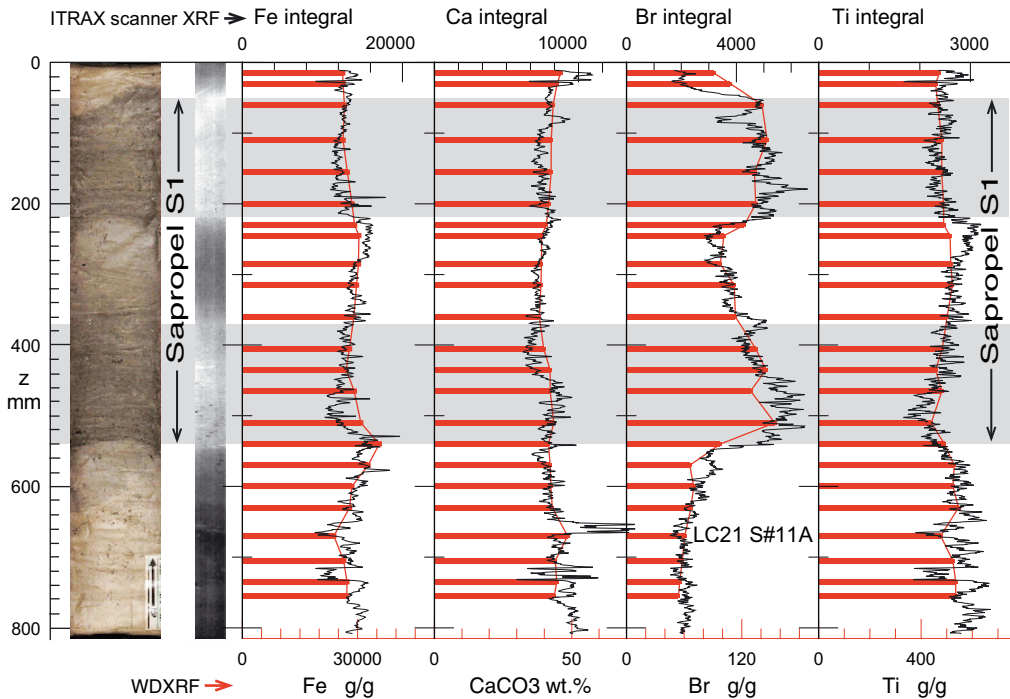 ITRAX scanner XRF → Fe integral Ca integral Br integral Ti integral
0 20000 0 10000 0 4000 0 3000
0
200
400
z
mm
600
800
← Sapropel S1 →
← Sapropel S1 →
LC21 S#11A
0 30000 0 50 0 120 0 400
WDXRF → Fe g/g CaCO3 wt.% Br g/g Ti g/g